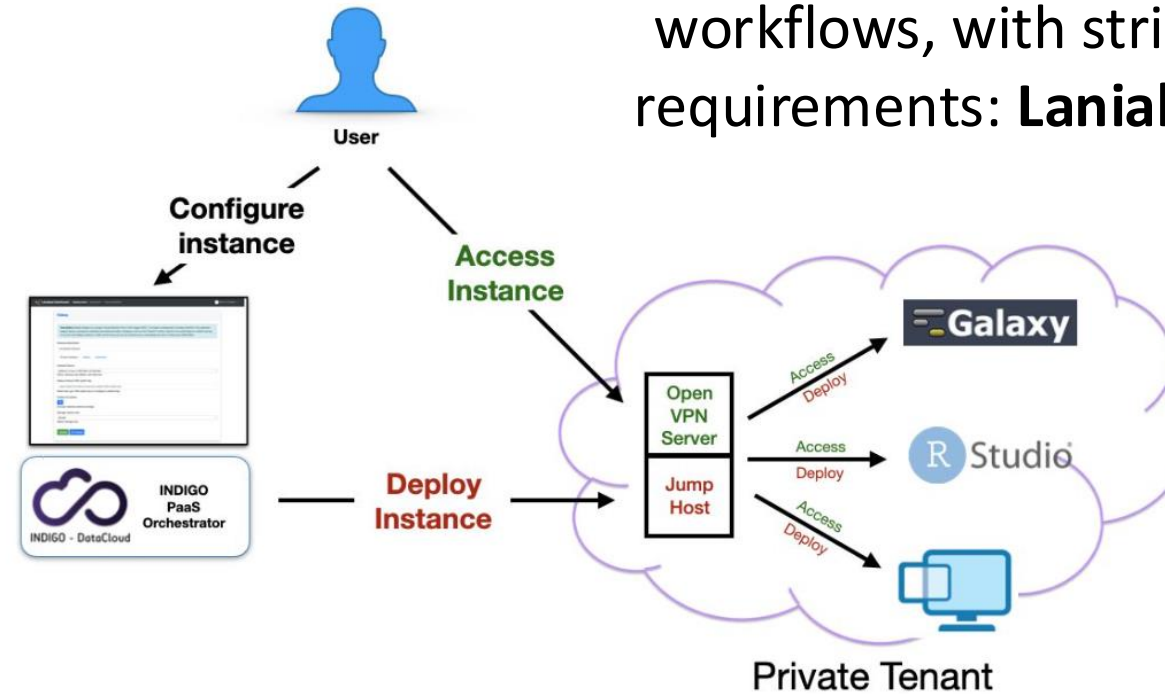 workflows, with stri
requirements: Lanial
User
Configure
instance
Access
Instance
Galaxy
Open
VPN
Server
Access
Deploy
R Studio
Access
Deploy
Jump
Host
Access
Deploy
Deploy
Instance
INDIGO
PaaS
Orchestrator
INDIGO - DataCloud
Private Tenant